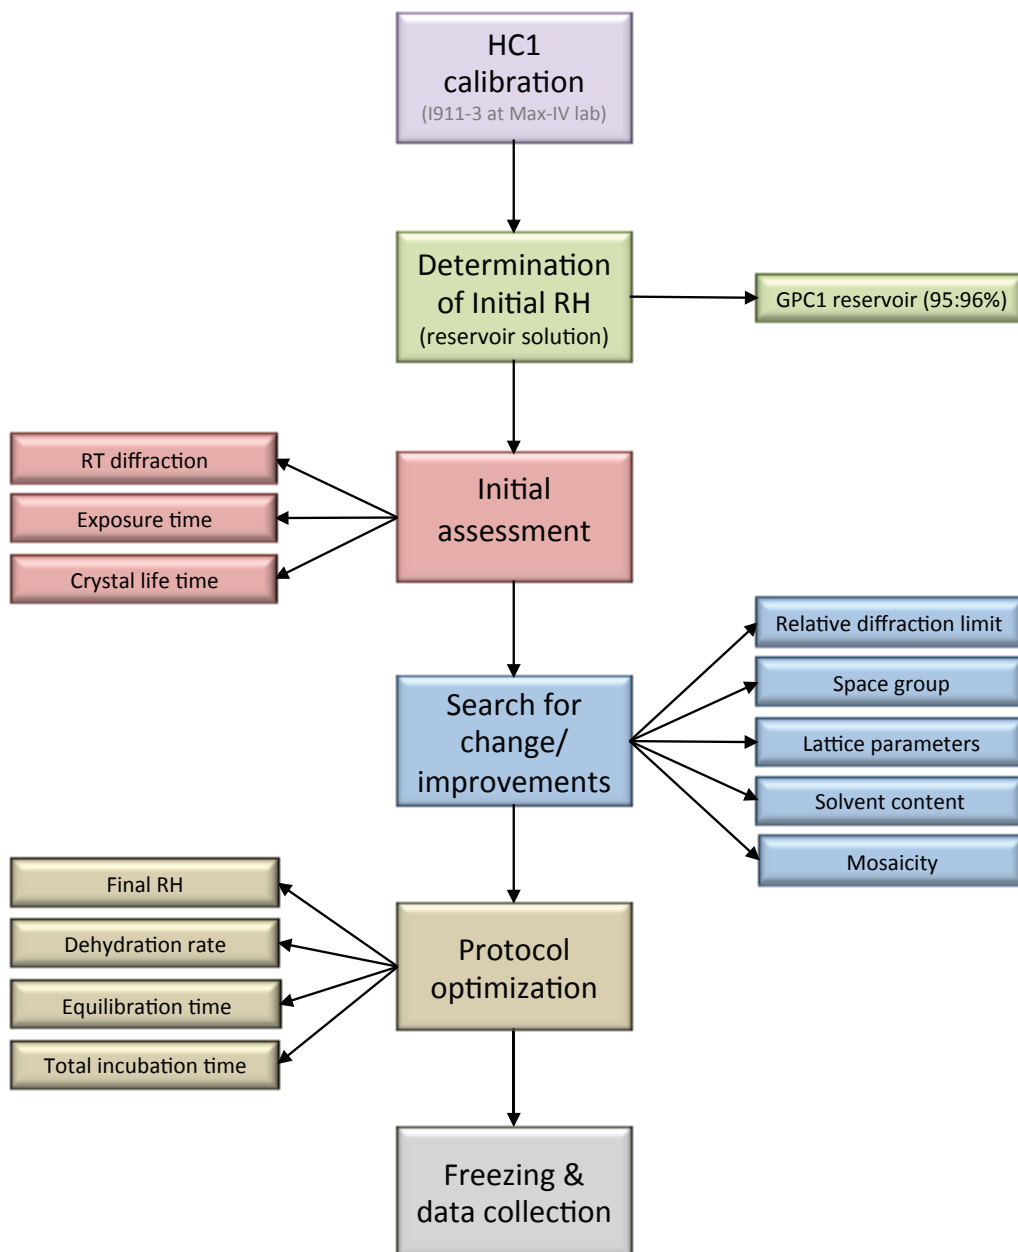 HC1
calibration
(I911-3 at Max-IV lab)
Determination
of Initial RH
(reservoir solution)
GPC1 reservoir (95:96%)
RT diffraction
Exposure time
Crystal life time
Initial
assessment
Relative diffraction limit
Space group
Lattice parameters
Solvent content
Mosaicity
Search for
change/
improvements
Final RH
Dehydration rate
Equilibration time
Total incubation time
Protocol
optimization
Freezing &
data collection